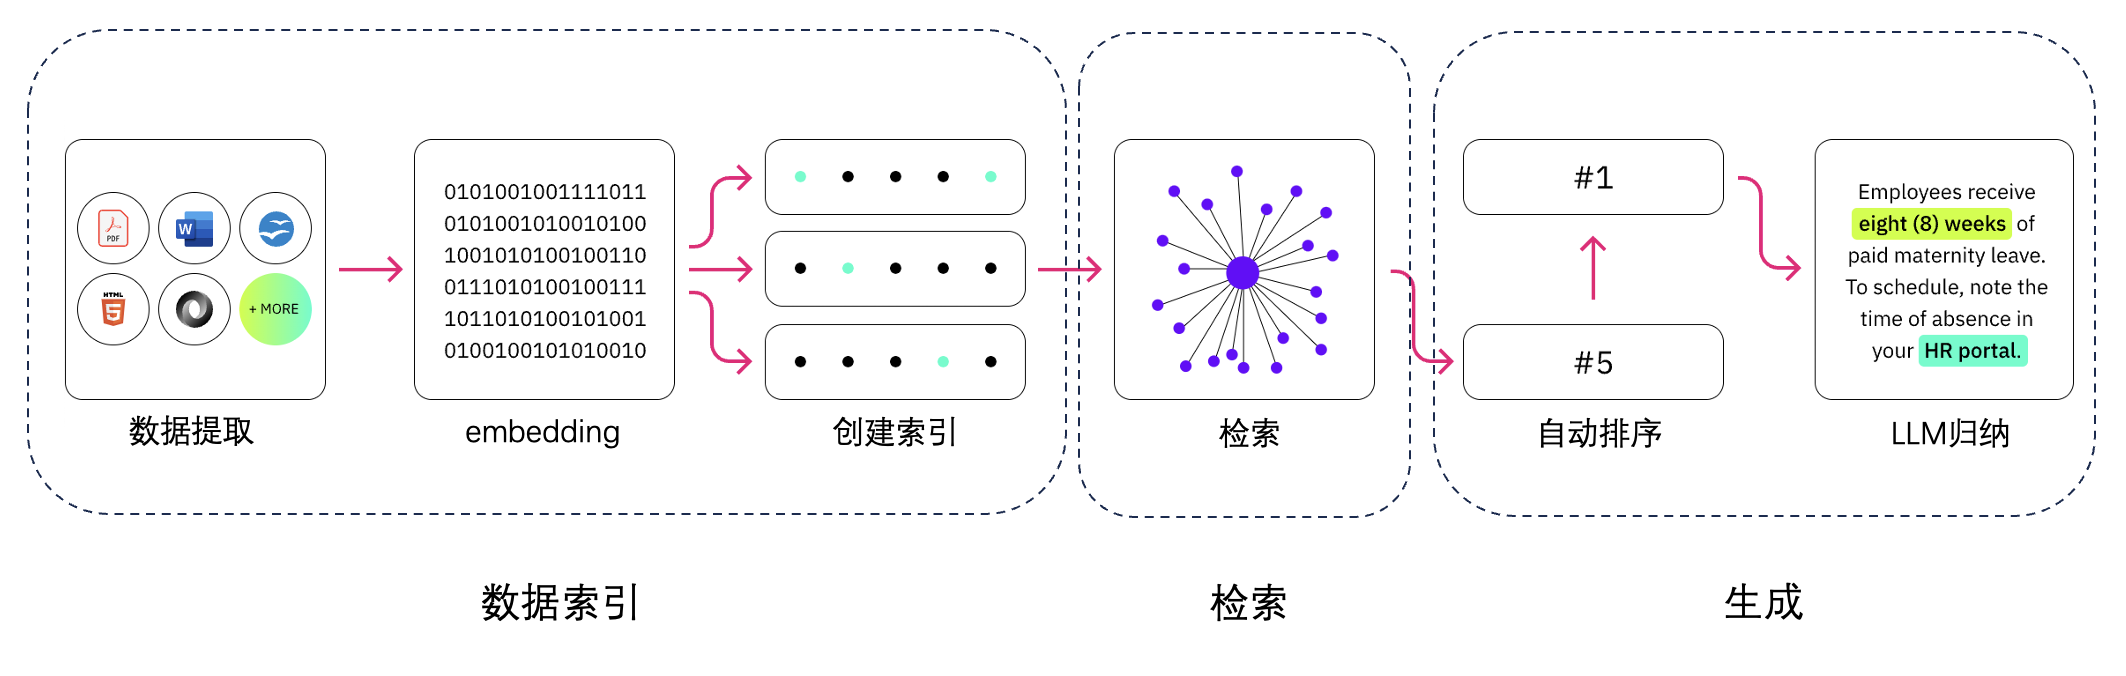 PDF
W
HTML
5
+ MORE
数据提取
0101001001111011
0101001010010100
1001010100100110
0111010100100111
1011010100101001
0100100101010010
embedding
创建索引
检索
#1
#5
自动排序
Employees receive
eight (8) weeks of
paid maternity leave.
To schedule, note the
time of absence in
your HR portal.
LLM归纳
数据索引
检索
生成